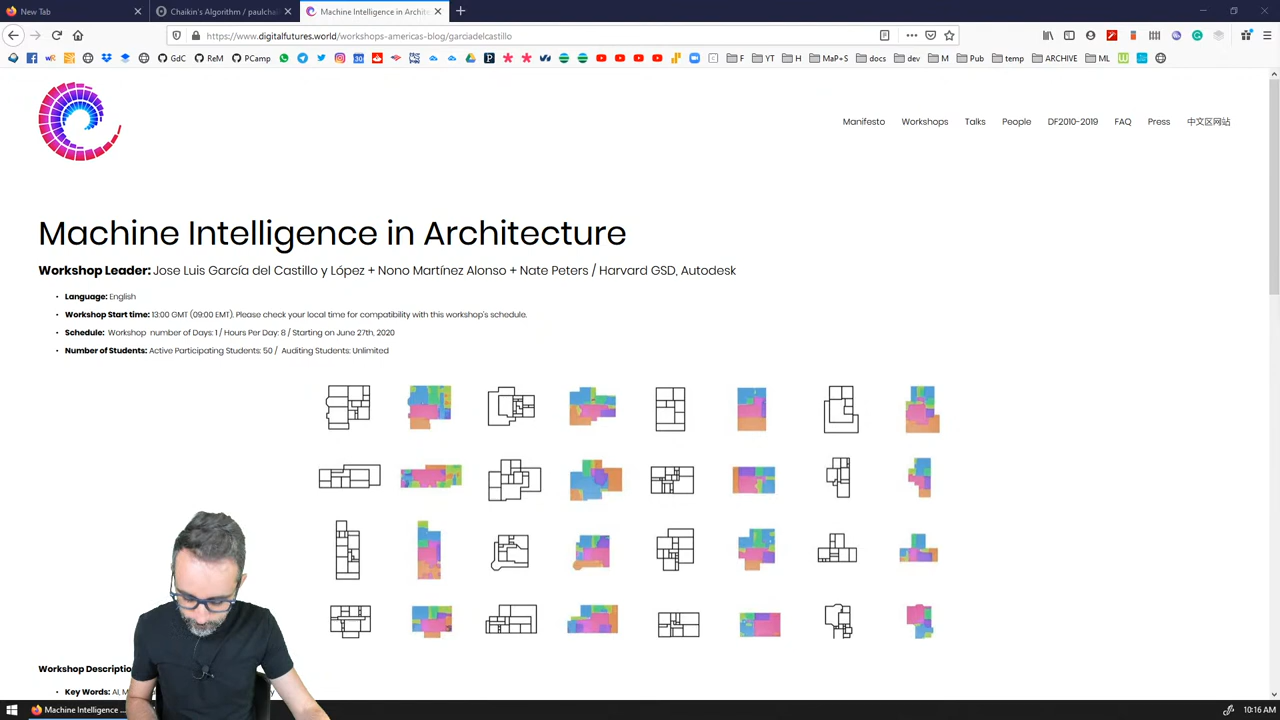 New Tab
Chaikin's Algorithm / paulchai
Machine Intelligence in Archite
https://www.digitalfutures.world/workshops-americas-blog/garciadelcastillo
GdC
ReM
PCamp
F
YT
H
MaP+S
docs
dev
M
Pub
temp
ARCHIVE
ML
Manifesto
Workshops
Talks
People
DF2010-2019
FAQ
Press
中文区网站
Machine Intelligence in Architecture
Workshop Leader: Jose Luis García del Castillo y López + Nono Martínez Alonso + Nate Peters / Harvard GSD, Autodesk
• Language: English
• Workshop Start time: 13:00 GMT (09:00 EMT). Please check your local time for compatibility with this workshop's schedule.
• Schedule: Workshop number of Days: 1 / Hours Per Day: 8 / Starting on June 27th, 2020
• Number of Students: Active Participating Students: 50 / Auditing Students: Unlimited
Workshop Descriptio
• Key Words: AI, M
Machine Intelligence ...
10:16 AM